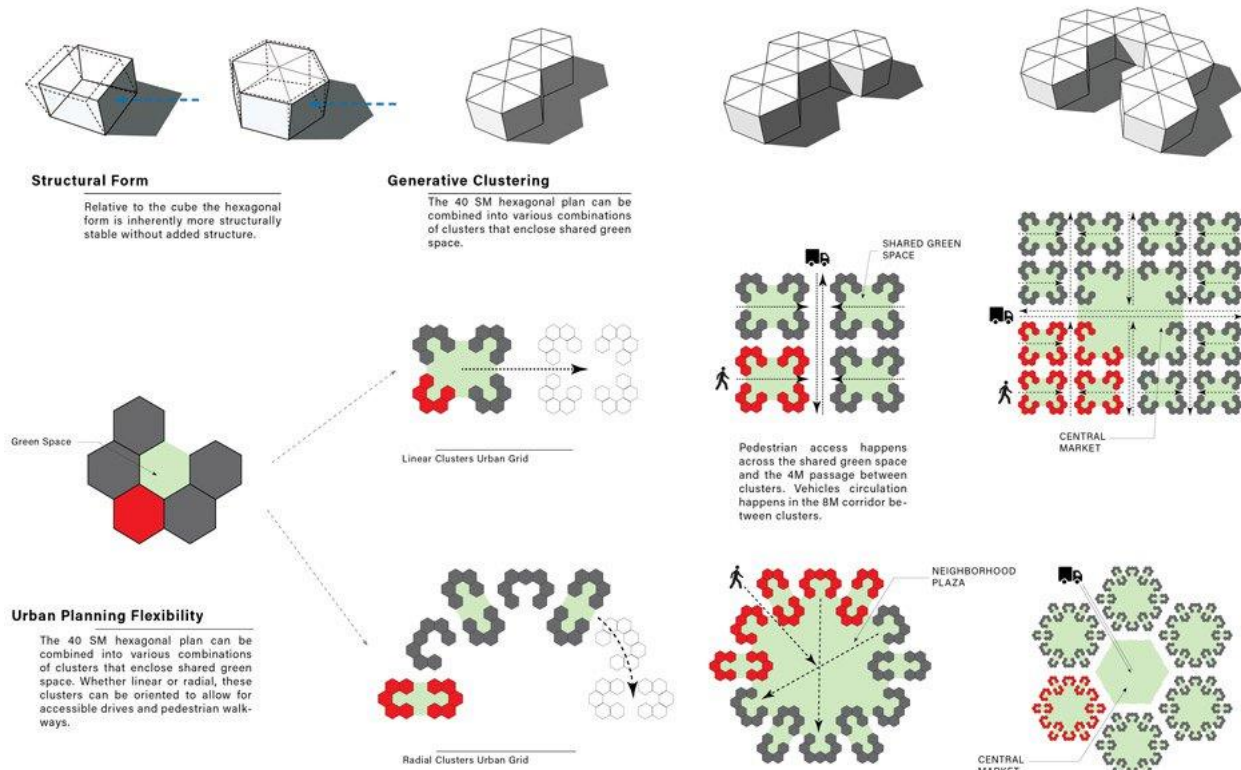 Structural Form
Relative to the cube the hexagonal
form is inherently more structurally
stable without added structure.
Generative Clustering
The 40 SM hexagonal plan can be
combined into various combinations
of clusters that enclose shared green
space.
SHARED GREEN
SPACE
Green Space
Linear Clusters Urban Grid
Pedestrian access happens
across the shared green space
and the 4M passage between
clusters. Vehicles circulation
happens in the 8M corridor be-
tween clusters.
CENTRAL
MARKET
Urban Planning Flexibility
The 40 SM hexagonal plan can be
combined into various combinations
of clusters that enclose shared green
space. Whether linear or radial, these
clusters can be oriented to allow for
accessible drives and pedestrian walk-
ways.
Radial Clusters Urban Grid
NEIGHBORHOOD
PLAZA
CENTRAL
MARKET